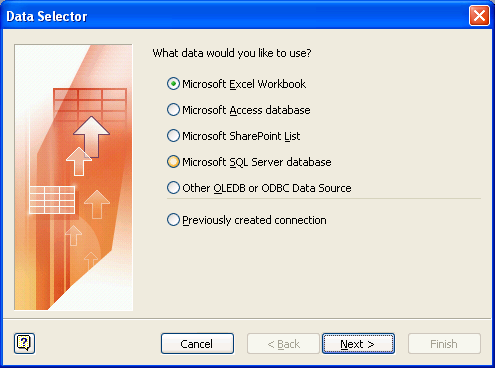 Data Selector
What data would you like to use?
Microsoft Excel Workbook
Microsoft Access database
Microsoft SharePoint List
Microsoft SQL Server database
Other OLEDB or ODBC Data Source
Previously created connection
?
Cancel
< Back
Next >
Finish